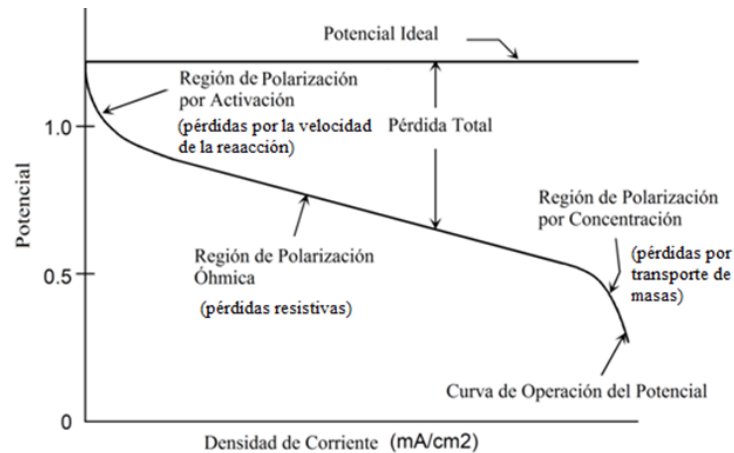 Potencial Ideal
Región de Polarización
por Activación
(pérdidas por la velocidad
de la reaacción)
1.0
Pérdida Total
Potencial
Región de Polarización
por Concentración
(pérdidas por
transporte de
masas)
Región de Polarización
Óhmica
(pérdidas resistivas)
0.5
Curva de Operación del Potencial
0
Densidad de Corriente (mA/cm2)